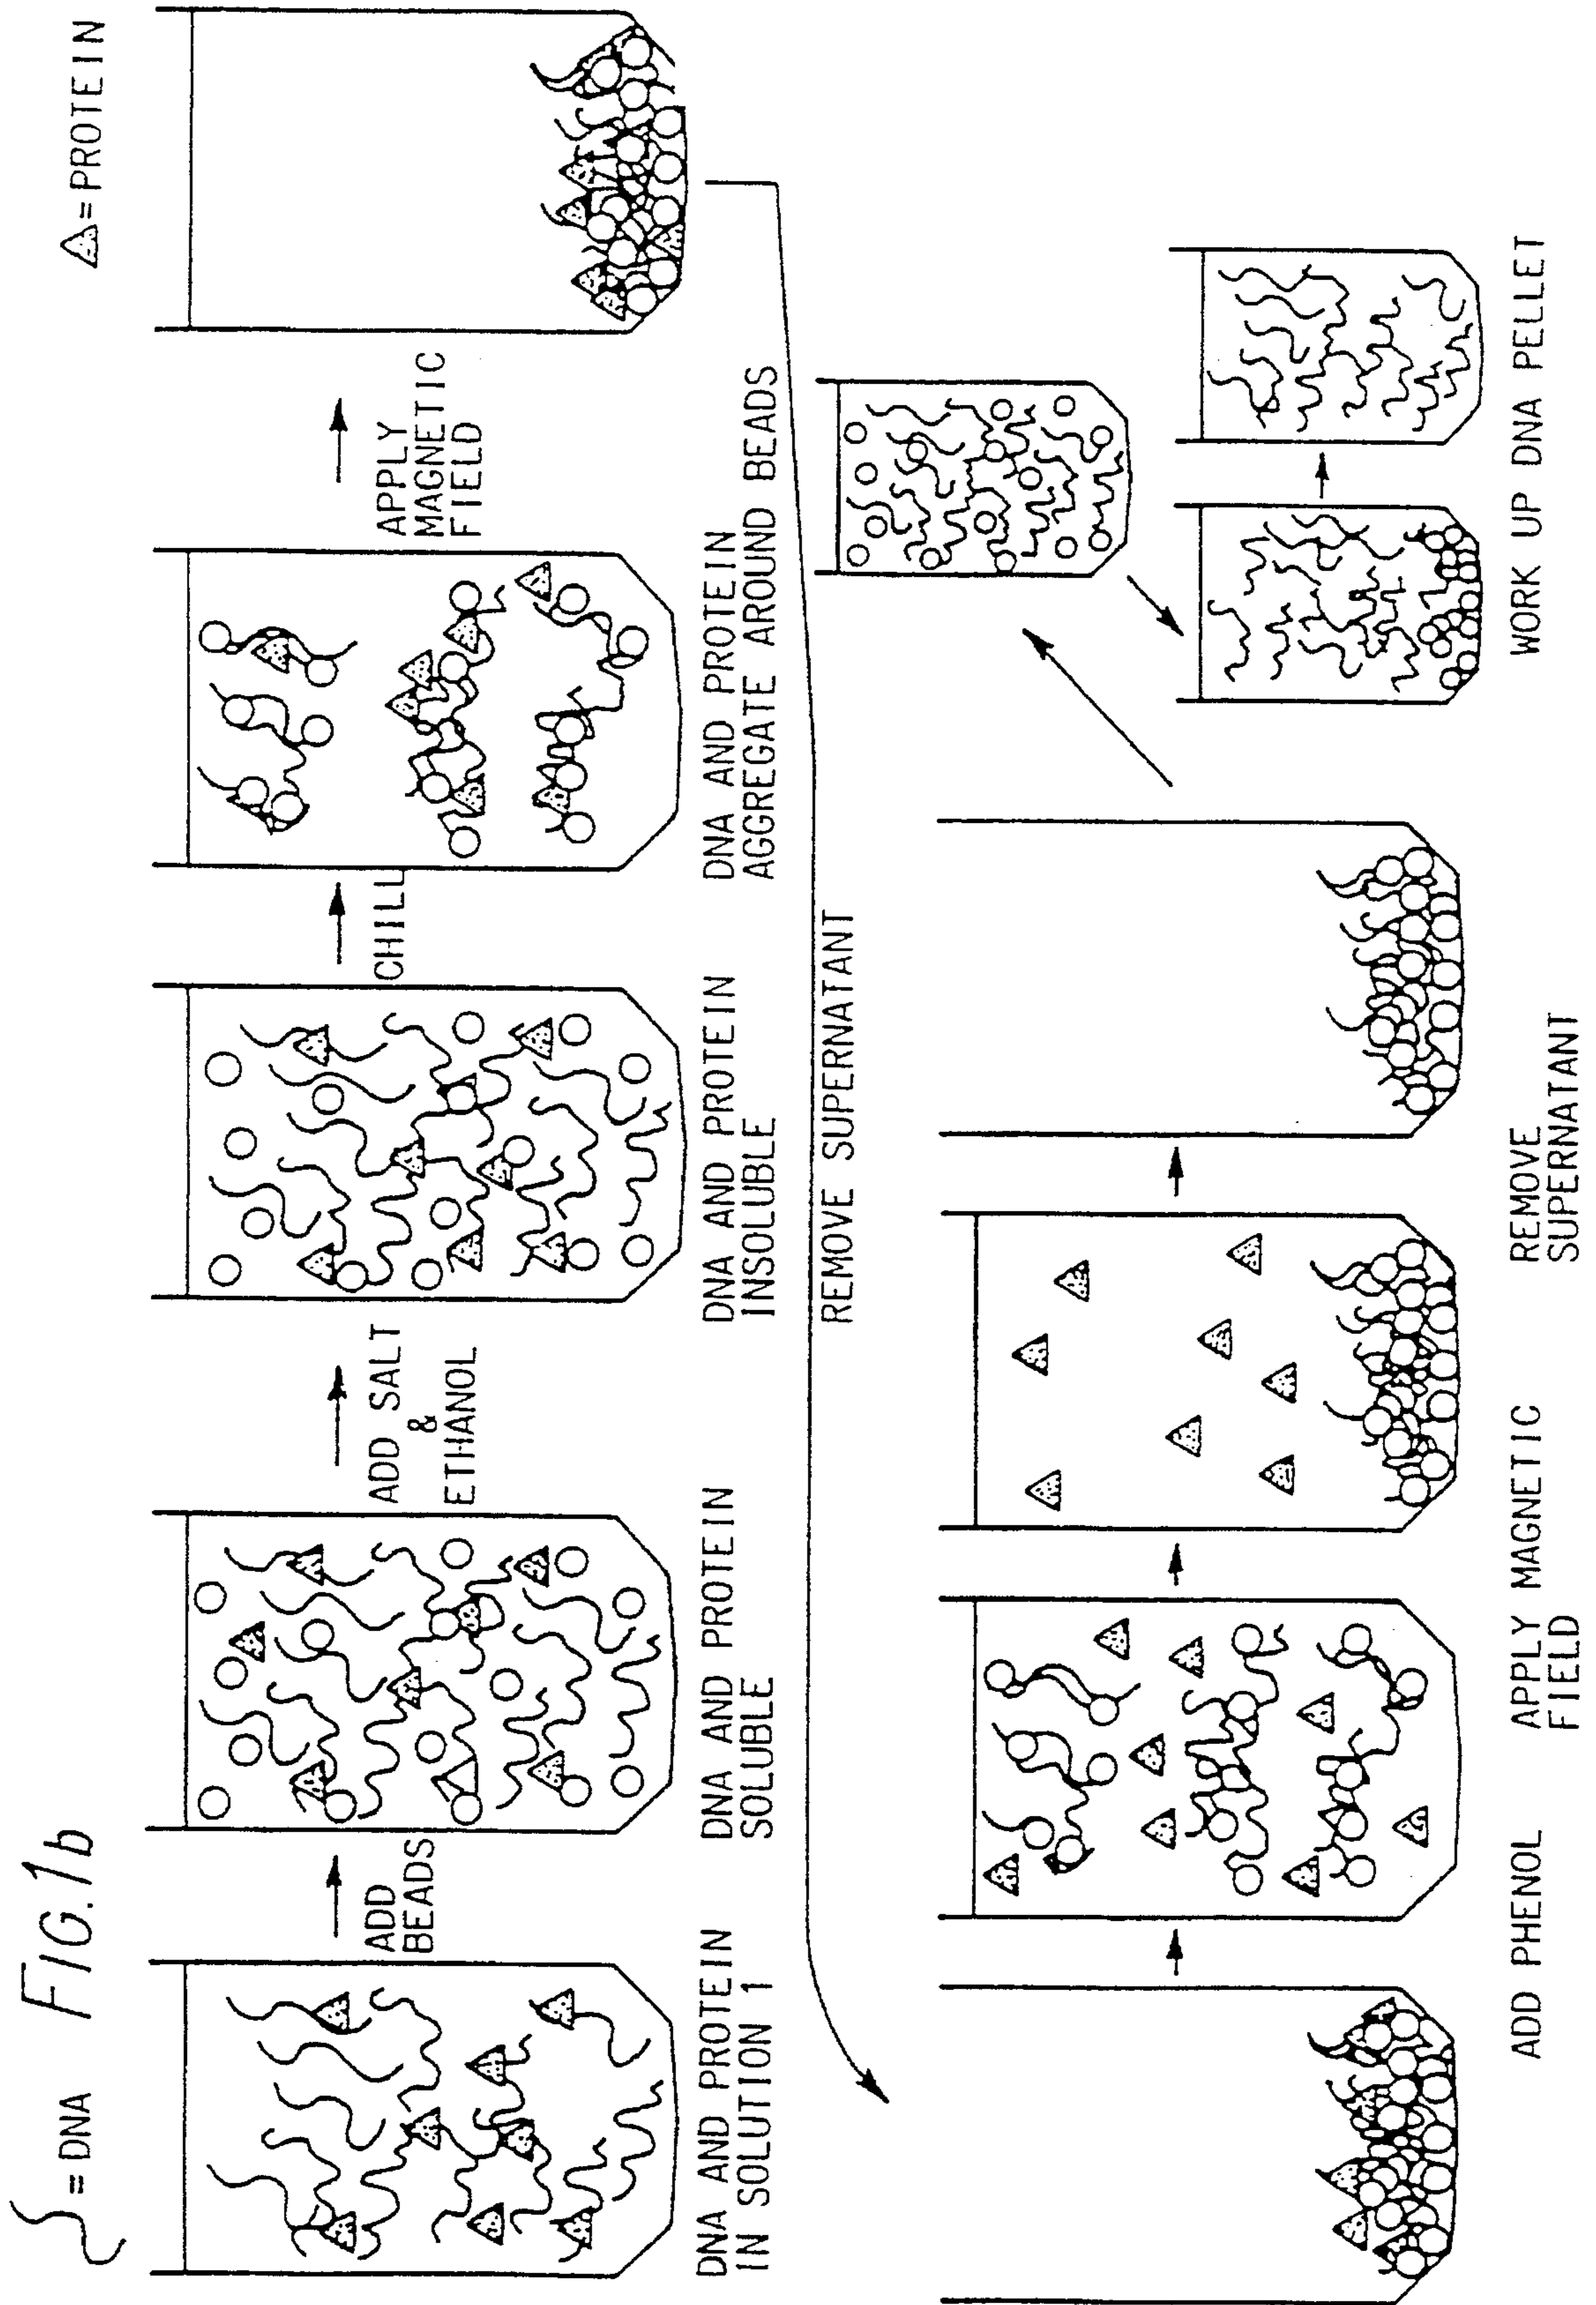 = DNA
FIG. 1b
= PROTEIN
ADD
BEADS
ADD SALT
&
ETHANOL
CHILL
APPLY
MAGNETIC
FIELD
DNA AND PROTEIN
IN SOLUTION 1
DNA AND PROTEIN
SOLUBLE
DNA AND PROTEIN
INSOLUBLE
DNA AND PROTEIN
AGGREGATE AROUND BEADS
REMOVE SUPERNATANT
ADD PHENOL
APPLY MAGNETIC
FIELD
REMOVE
SUPERNATANT
WORK UP DNA PELLET